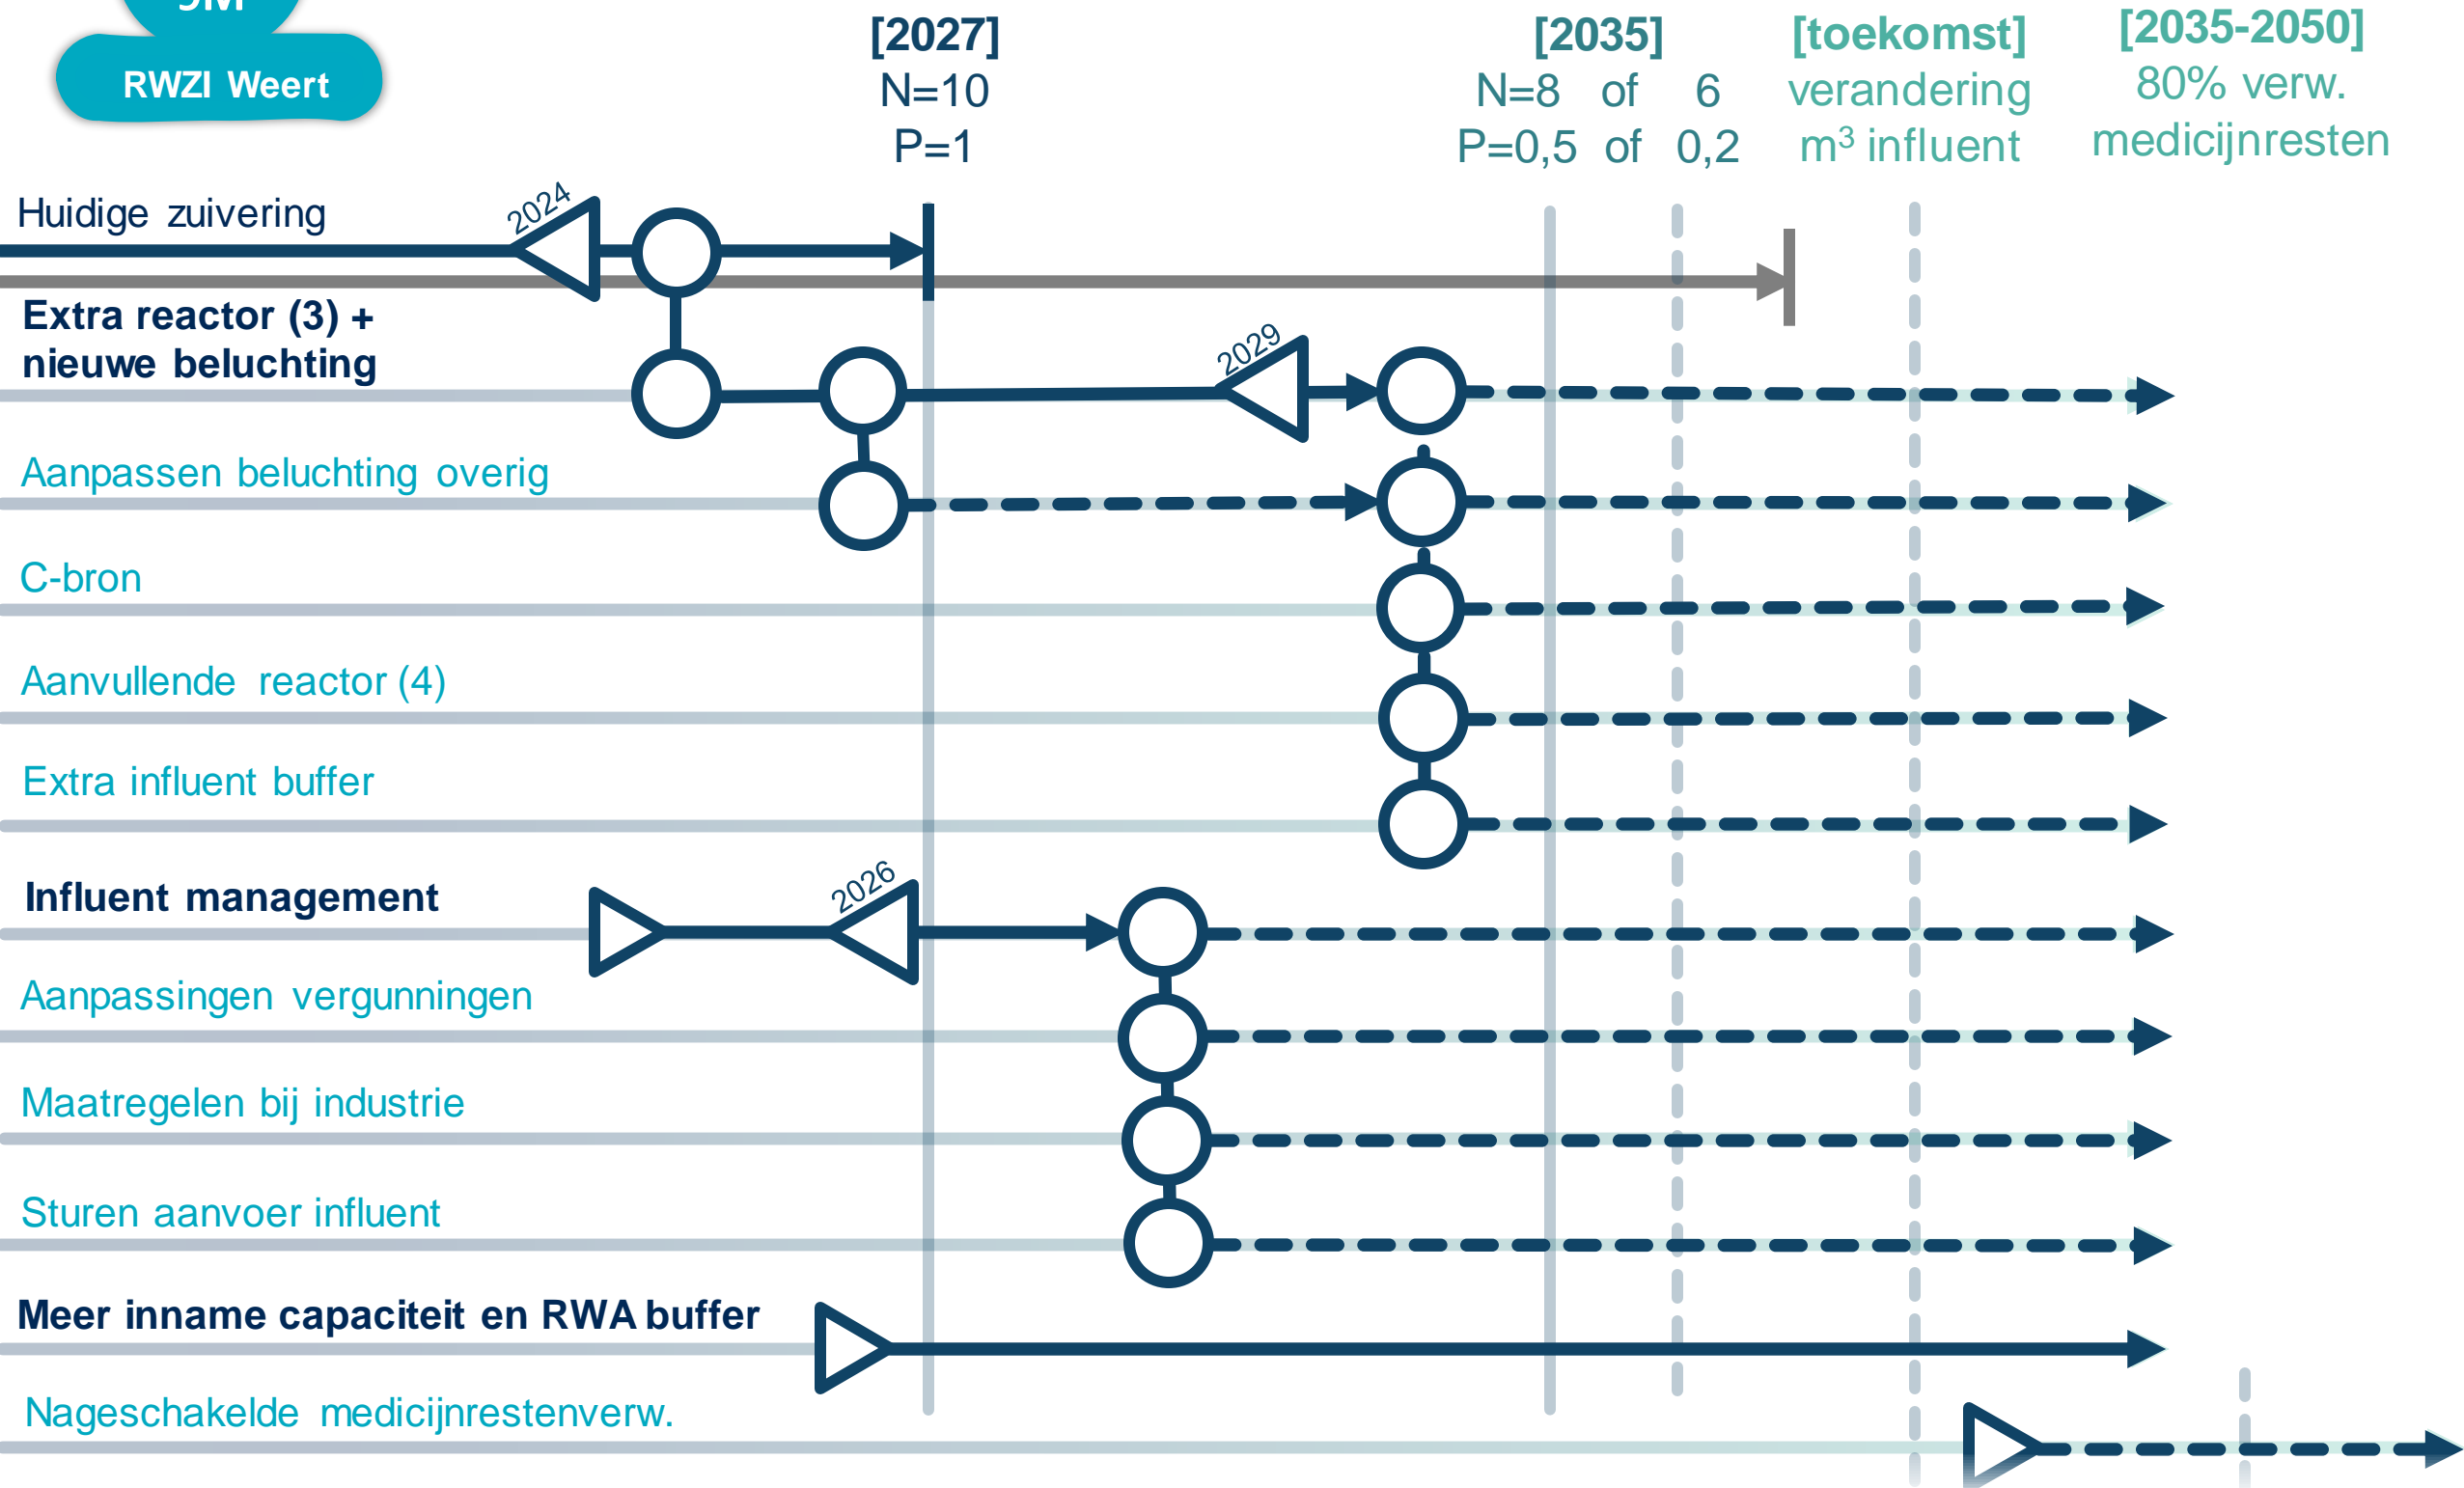 RWZI Weert
[2027]
N=10
P=1
[2035]
N=8 of 6
P=0,5 of 0,2
[toekomst]
verandering
m³ influent
[2035-2050]
80% verw.
medicijnresten
Huidige zuivering
2024
Extra reactor (3) +
nieuwe beluchting
2029
Aanpassen beluchting overig
C-bron
Aanvullende reactor (4)
Extra influent buffer
Influent management
2026
Aanpassingen vergunningen
Maatregelen bij industrie
Sturen aanvoer influent
Meer inname capaciteit en RWA buffer
Nageschakelde medicijnrestenverw.